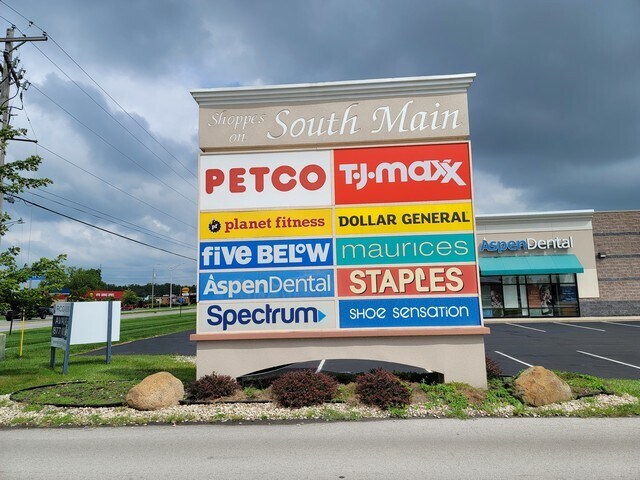 Shoppes on South Main
PETCO
T·J·maxx
planet fitness
DOLLAR GENERAL
five BELOW
maurices
AspenDental
STAPLES
Spectrum
SHOE SENSATION
AspenDental